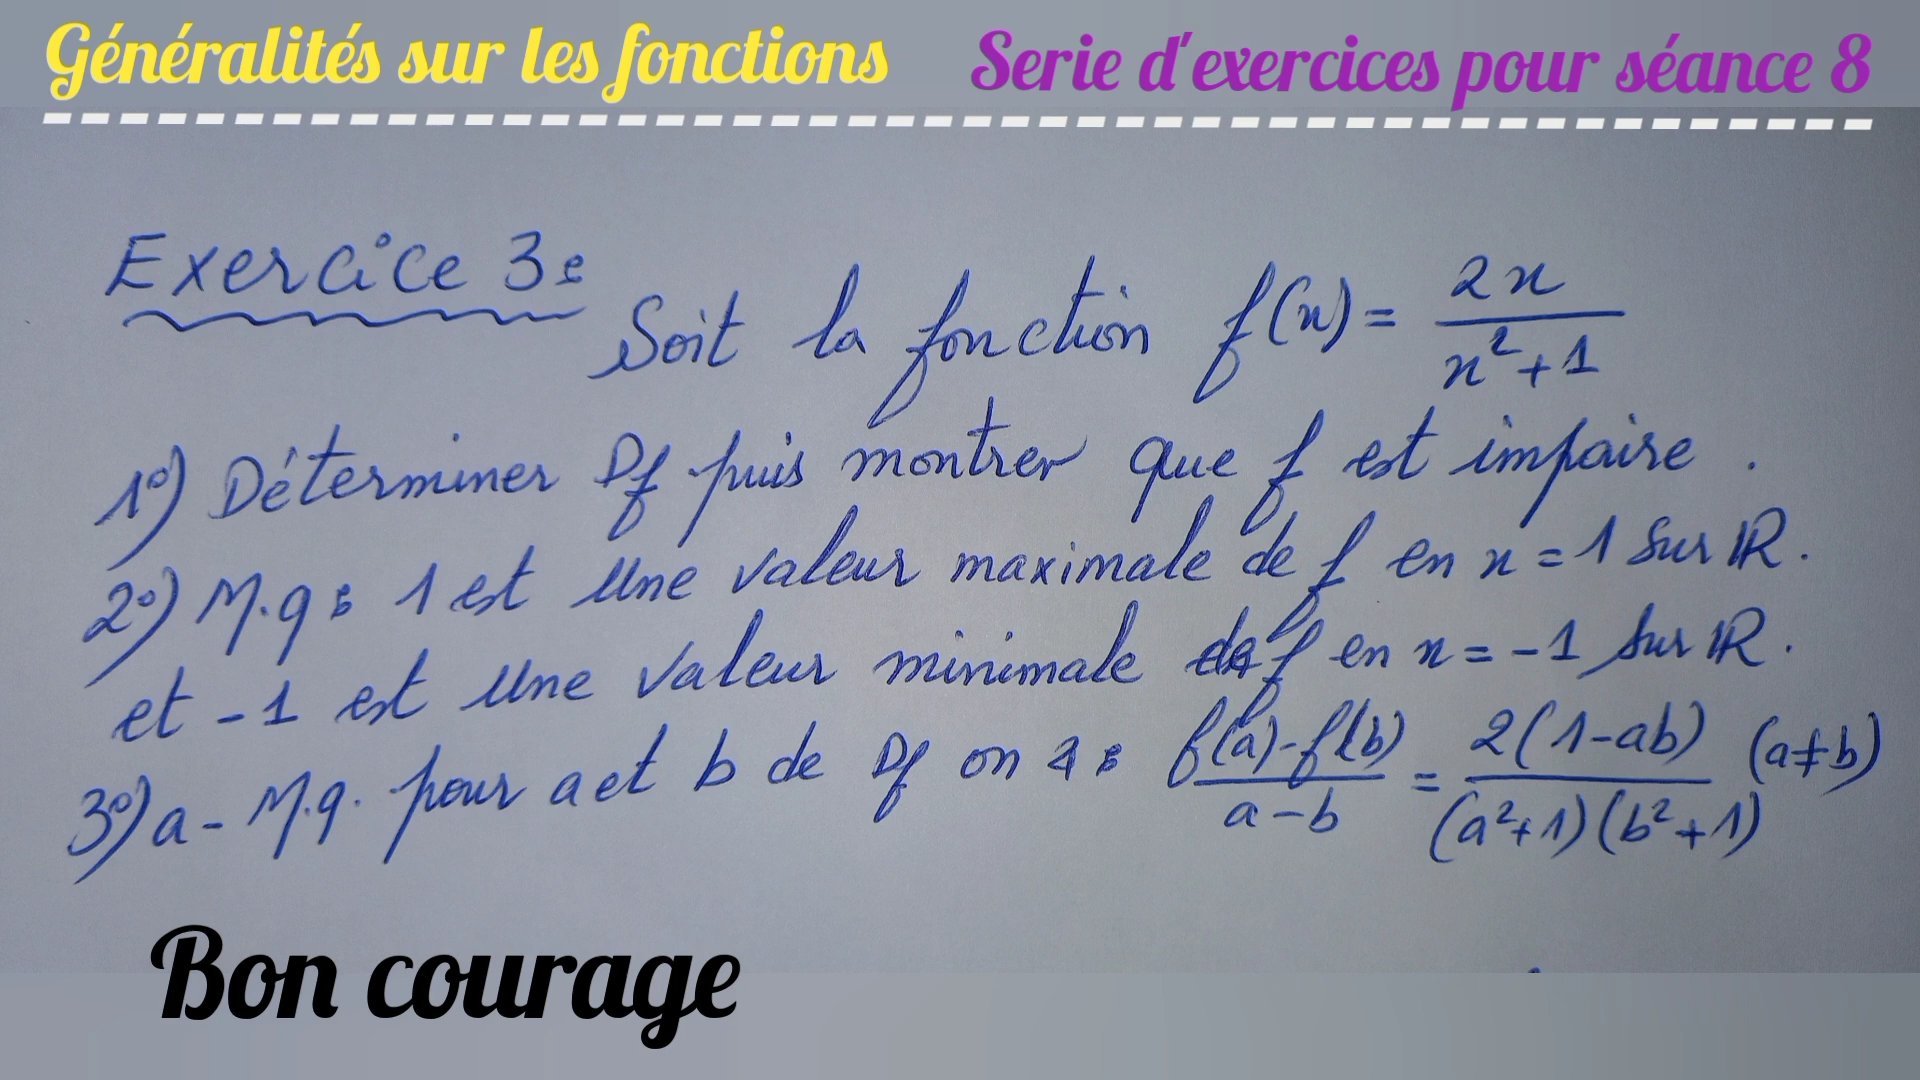 Généralités sur les fonctions Serie d'exercices pour séance 8
Exercice 3:
Soit la fonction f(x) = 2x / x²+1
1°) Déterminer Df puis montrer que f est impaire.
2°) M.q: 1 est une valeur maximale de f en x = 1 sur ℝ.
et -1 est une valeur minimale de f en x = -1 sur ℝ.
3°) a - M.q. pour a et b de Df on a: f(a)-f(b) / a-b = 2(1-ab) / (a²+1)(b²+1) (a≠b)
Bon courage